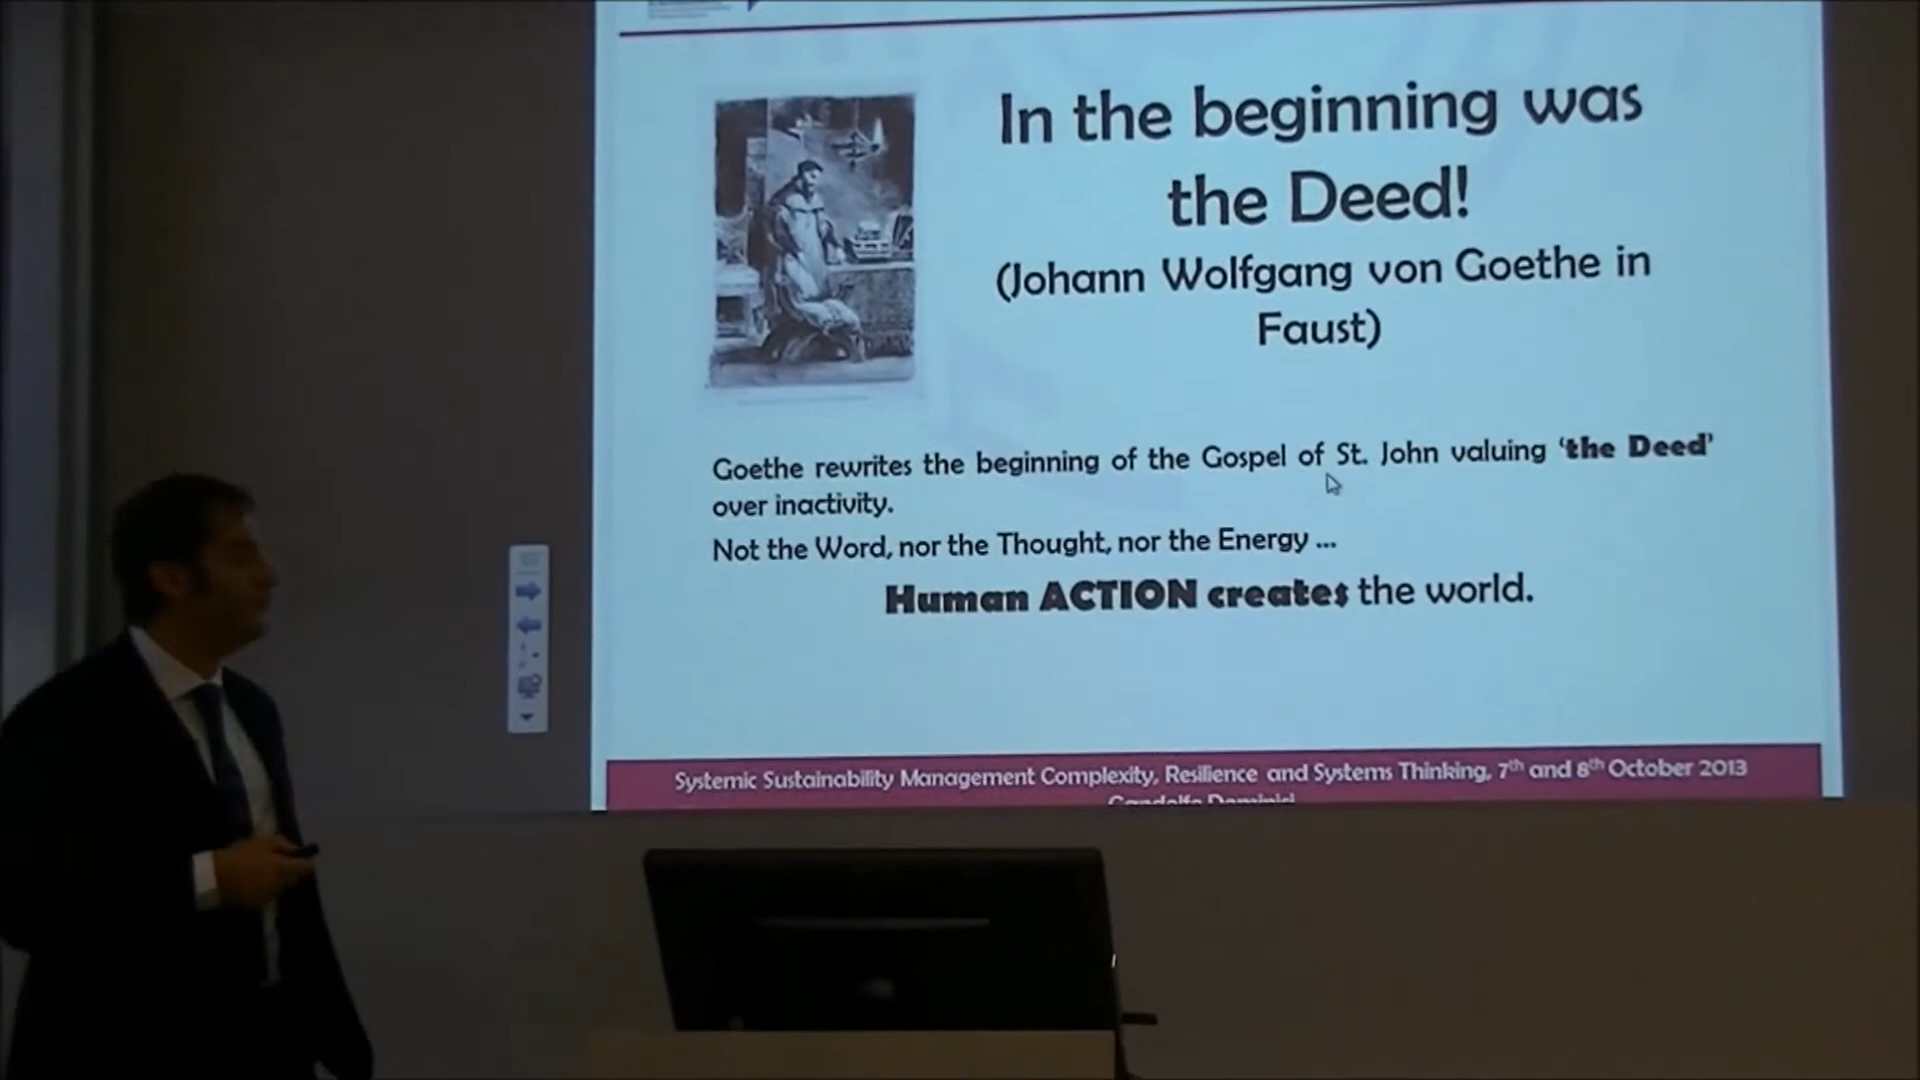 In the beginning was
the Deed!
(Johann Wolfgang von Goethe in
Faust)
Goethe rewrites the beginning of the Gospel of St. John valuing ‘the Deed’
over inactivity.
Not the Word, nor the Thought, nor the Energy ...
Human ACTION creates the world.
Systemic Sustainability Management Complexity, Resilience and Systems Thinking, 7th and 8th October 2013
Gandolfo Dominici